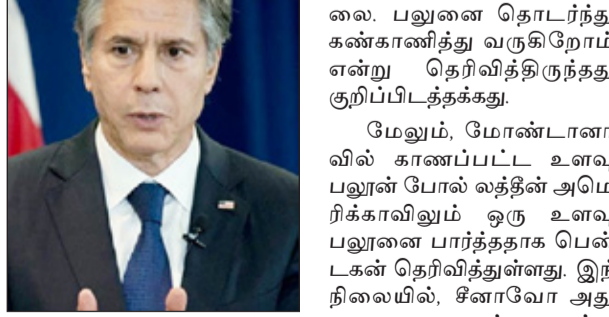 லை. பலுனை தொடர்ந்து
கண்காணித்து வருகிறோம்
என்று தெரிவித்திருந்தது
குறிப்பிடத்தக்கது.
மேலும், மோண்டானா
வில் காணப்பட்ட உளவு
பலூன் போல் லத்தீன் அமெ
ரிக்காவிலும் ஒரு உளவு
பலூனை பார்த்ததாக பென்
டகன் தெரிவித்துள்ளது. இந்
நிலையில், சீனாவோ அது